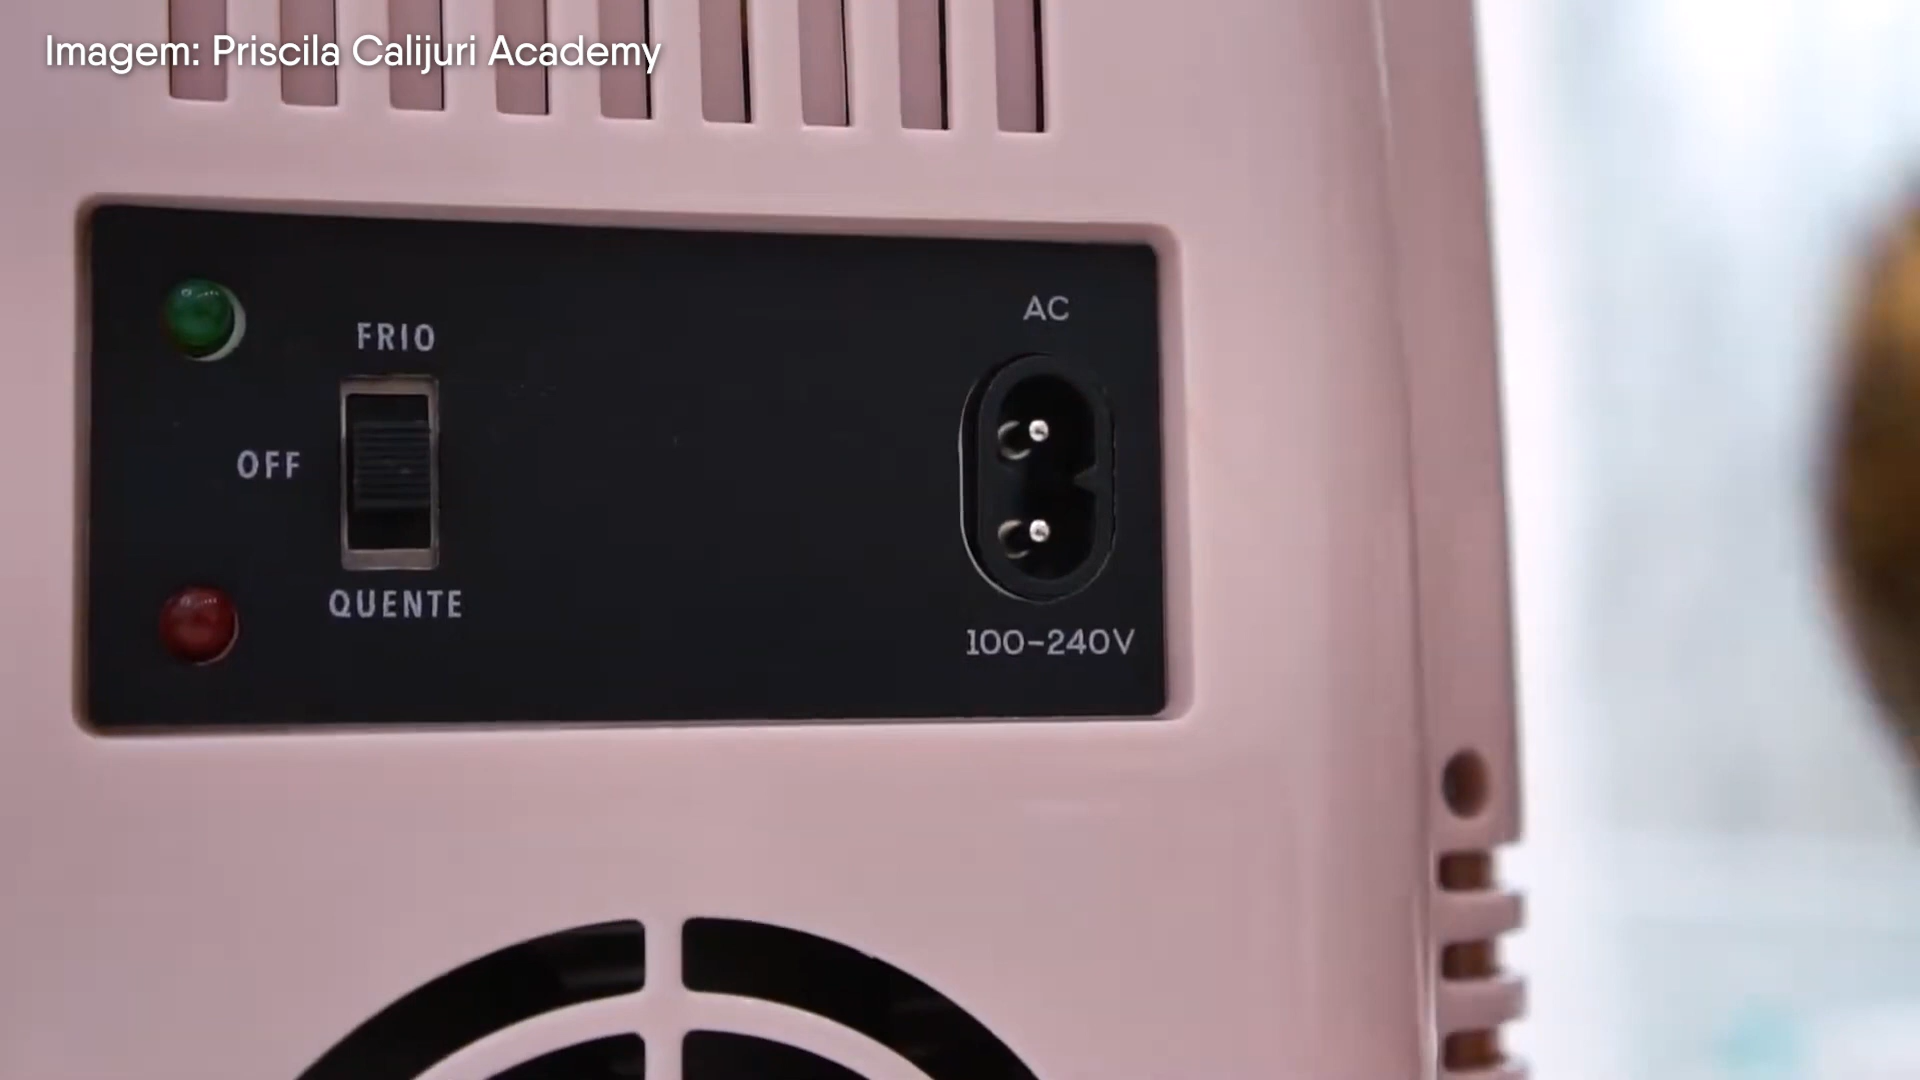 Imagem: Priscila Calijuri Academy
FRIO
OFF
QUENTE
AC
100-240V